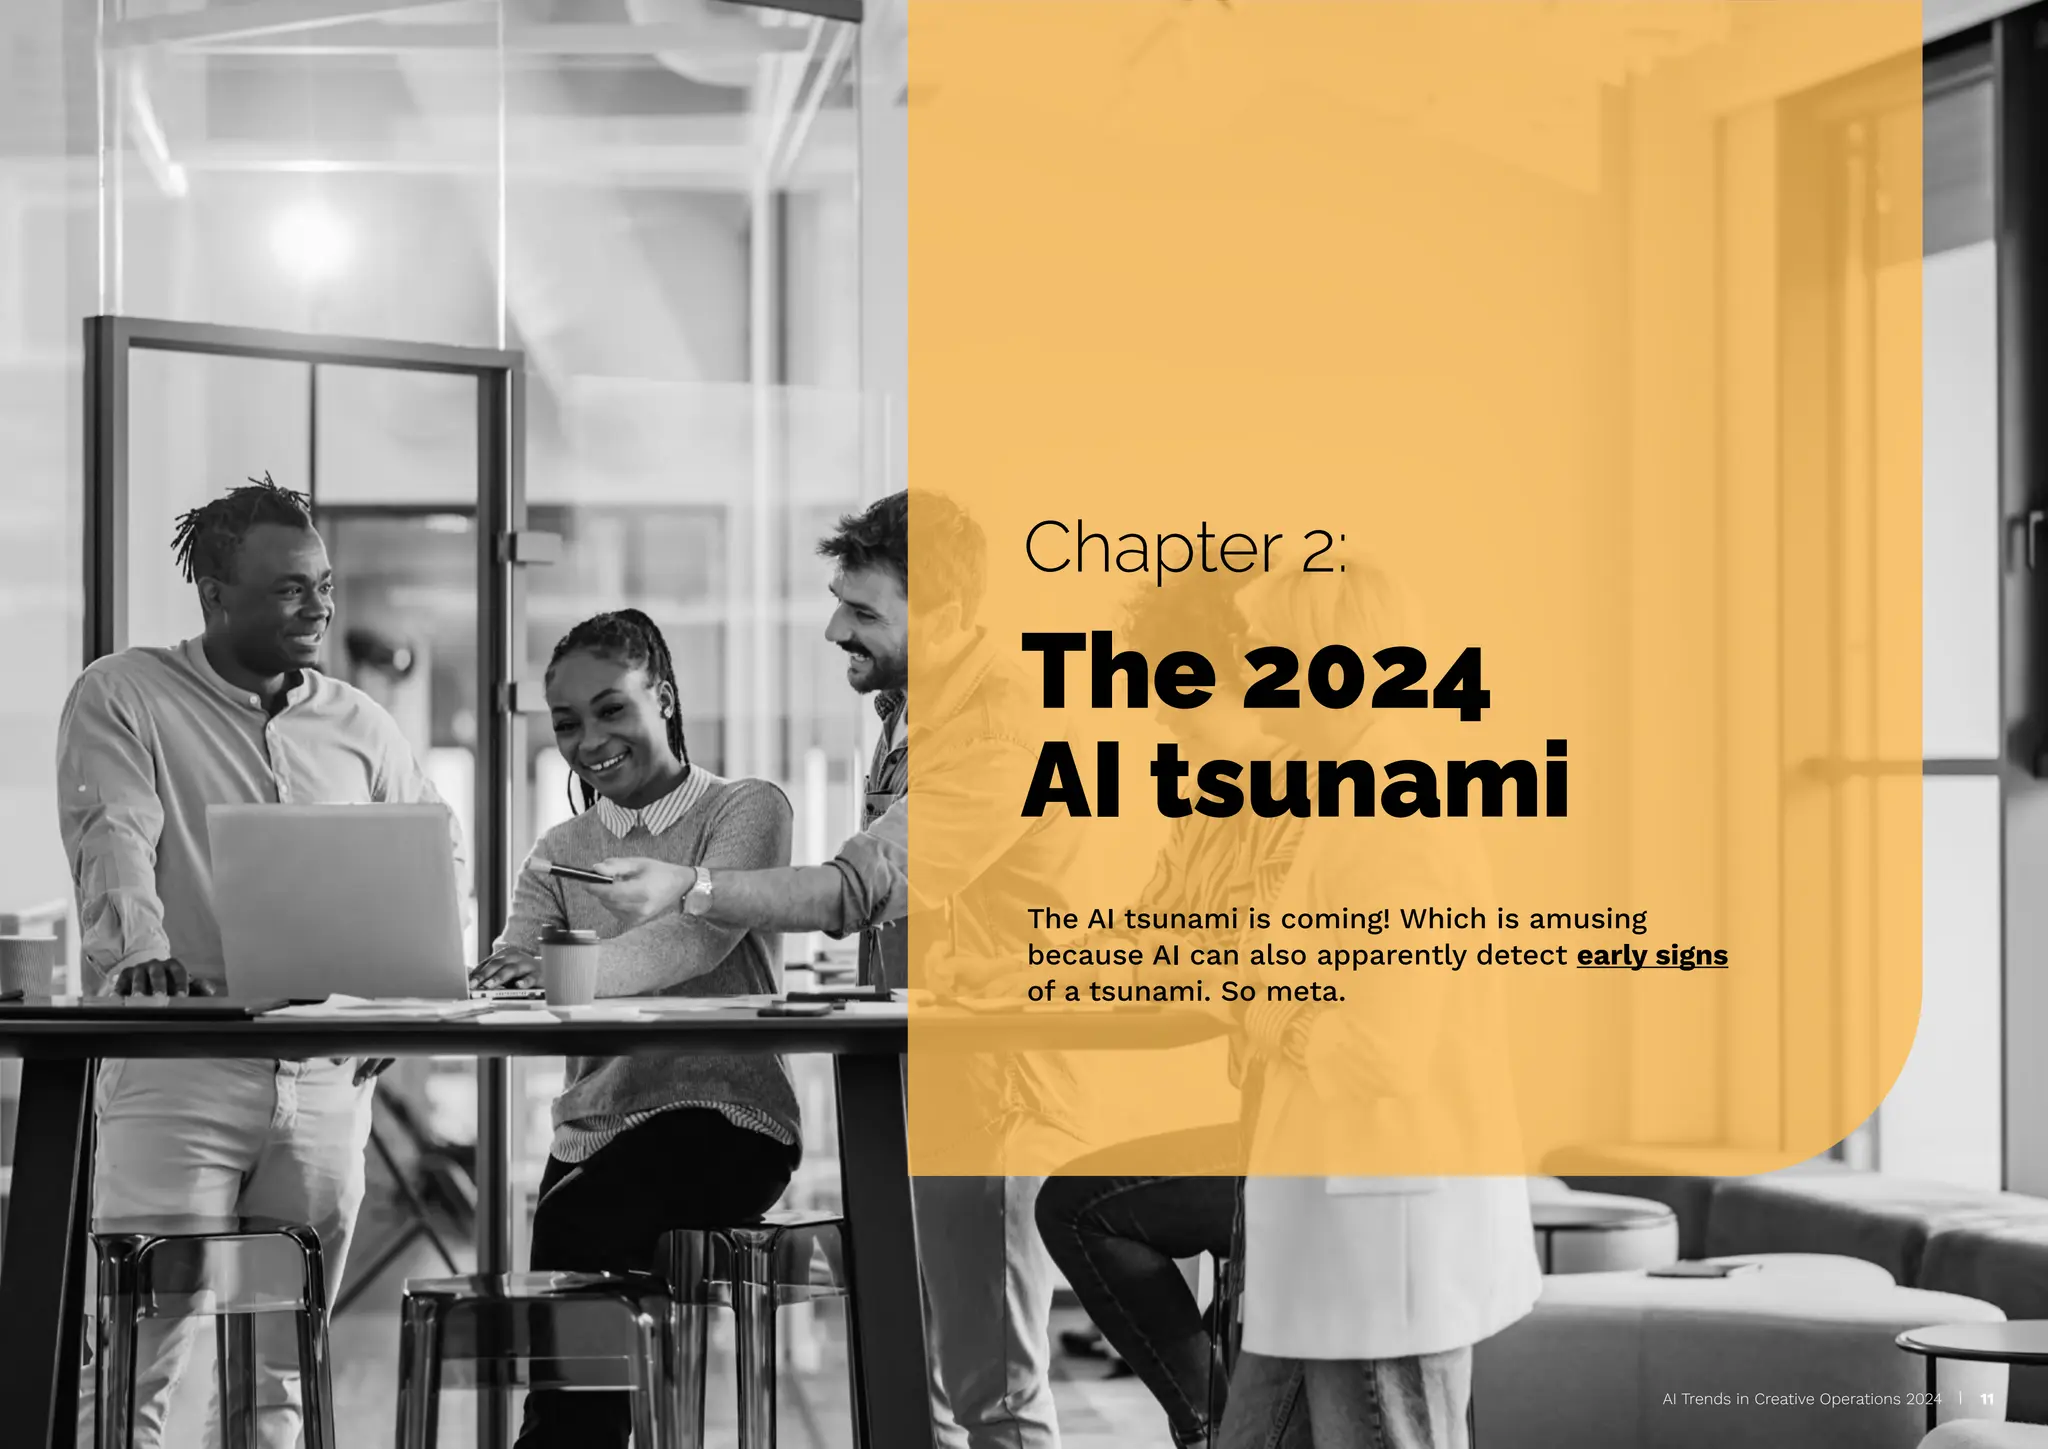 Chapter 2:
The 2024
AI tsunami
The AI tsunami is coming! Which is amusing
because AI can also apparently detect early signs
of a tsunami. So meta.
AI Trends in Creative Operations 2024 | 11